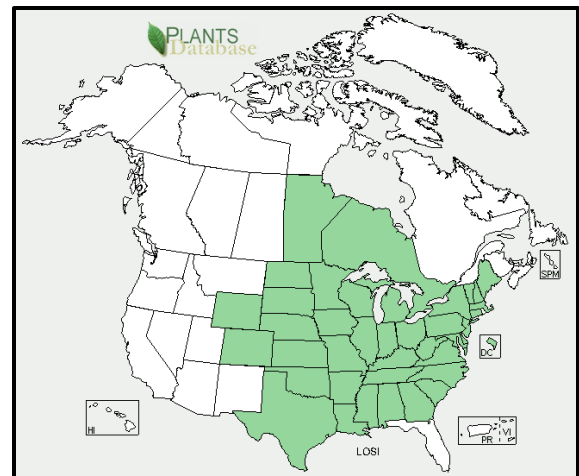 PLANTS
Database
SPM
DC
HI
PR
VI
LOSI